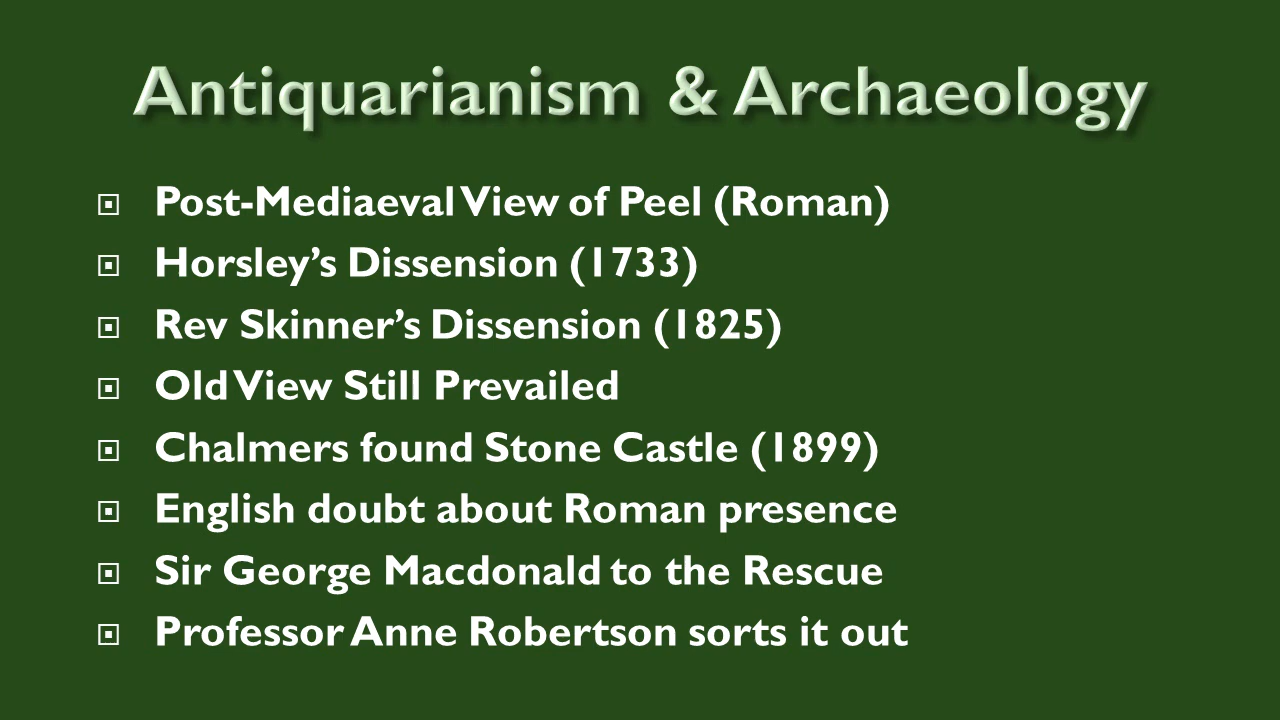 Antiquarianism & Archaeology
Post-Mediaeval View of Peel (Roman)
Horsley's Dissension (1733)
Rev Skinner's Dissension (1825)
Old View Still Prevailed
Chalmers found Stone Castle (1899)
English doubt about Roman presence
Sir George Macdonald to the Rescue
Professor Anne Robertson sorts it out